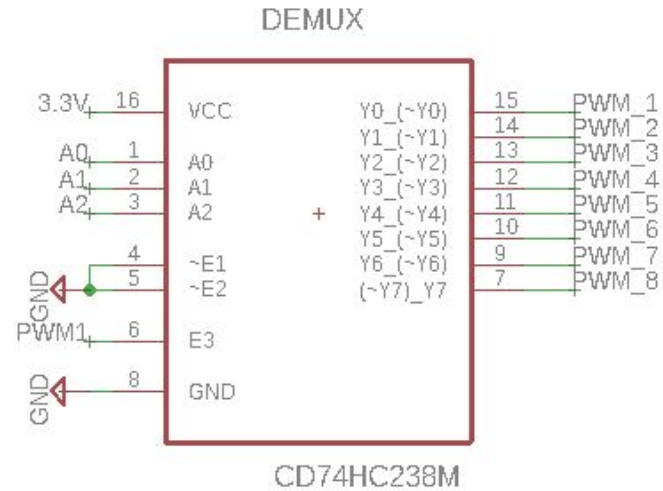 DEMUX
3.3V 16 VCC Y0_(~Y0) 15 PWM_1
Y1_(~Y1) 14 PWM_2
A0 1 A0 Y2_(~Y2) 13 PWM_3
A1 2 A1 Y3_(~Y3) 12 PWM_4
A2 3 A2 Y4_(~Y4) 11 PWM_5
Y5_(~Y5) 10 PWM_6
4 ~E1 Y6_(~Y6) 9 PWM_7
GND 5 ~E2 (~Y7)_Y7 7 PWM_8
PWM1 6 E3
GND 8 GND
CD74HC238M